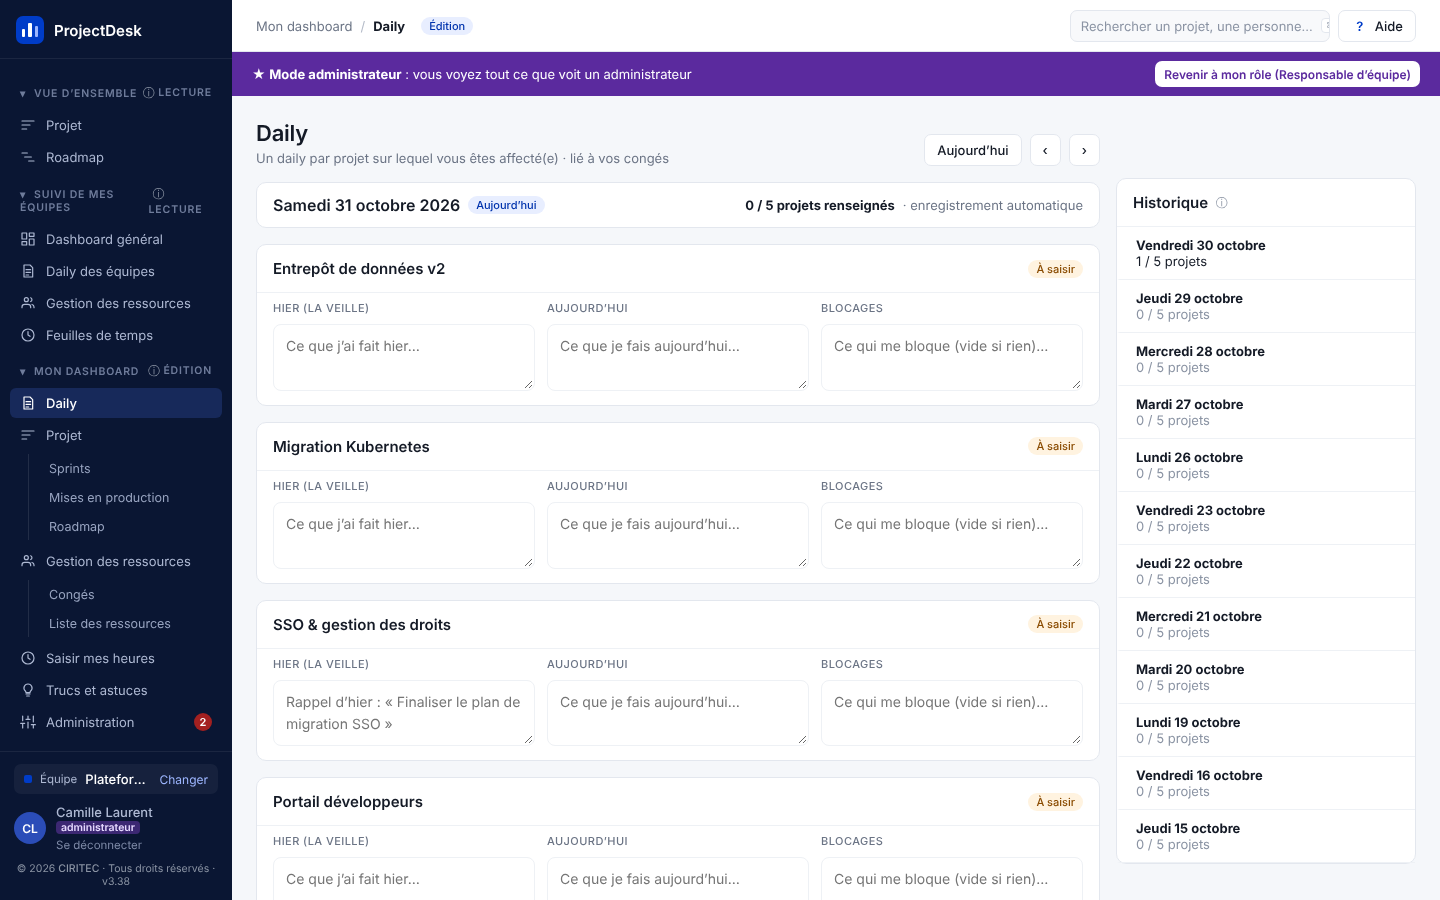 ProjectDesk
▾ VUE D’ENSEMBLE ⓘ LECTURE
Projet
Roadmap
▾ SUIVI DE MES ÉQUIPES ⓘ LECTURE
Dashboard général
Daily des équipes
Gestion des ressources
Feuilles de temps
▾ MON DASHBOARD ⓘ ÉDITION
Daily
Projet
Sprints
Mises en production
Roadmap
Gestion des ressources
Congés
Liste des ressources
Saisir mes heures
Trucs et astuces
Administration 2
Équipe Platefor... Changer
CL
Camille Laurent
administrateur
Se déconnecter
© 2026 CIRITEC · Tous droits réservés ·
v3.38
Mon dashboard / Daily Édition
Rechercher un projet, une personne...
? Aide
★ Mode administrateur : vous voyez tout ce que voit un administrateur
Revenir à mon rôle (Responsable d’équipe)
Daily
Un daily par projet sur lequel vous êtes affecté(e) · lié à vos congés
Aujourd’hui ‹ ›
Samedi 31 octobre 2026 Aujourd’hui
0 / 5 projets renseignés · enregistrement automatique
Entrepôt de données v2 À saisir
HIER (LA VEILLE) AUJOURD’HUI BLOCAGES
Ce que j’ai fait hier... Ce que je fais aujourd’hui... Ce qui me bloque (vide si rien)...
Migration Kubernetes À saisir
HIER (LA VEILLE) AUJOURD’HUI BLOCAGES
Ce que j’ai fait hier... Ce que je fais aujourd’hui... Ce qui me bloque (vide si rien)...
SSO & gestion des droits À saisir
HIER (LA VEILLE) AUJOURD’HUI BLOCAGES
Rappel d’hier : « Finaliser le plan de migration SSO » Ce que je fais aujourd’hui... Ce qui me bloque (vide si rien)...
Portail développeurs À saisir
HIER (LA VEILLE) AUJOURD’HUI BLOCAGES
Ce que j’ai fait hier... Ce que je fais aujourd’hui... Ce qui me bloque (vide si rien)...
Historique ⓘ
Vendredi 30 octobre
1 / 5 projets
Jeudi 29 octobre
0 / 5 projets
Mercredi 28 octobre
0 / 5 projets
Mardi 27 octobre
0 / 5 projets
Lundi 26 octobre
0 / 5 projets
Vendredi 23 octobre
0 / 5 projets
Jeudi 22 octobre
0 / 5 projets
Mercredi 21 octobre
0 / 5 projets
Mardi 20 octobre
0 / 5 projets
Lundi 19 octobre
0 / 5 projets
Vendredi 16 octobre
0 / 5 projets
Jeudi 15 octobre
0 / 5 projets